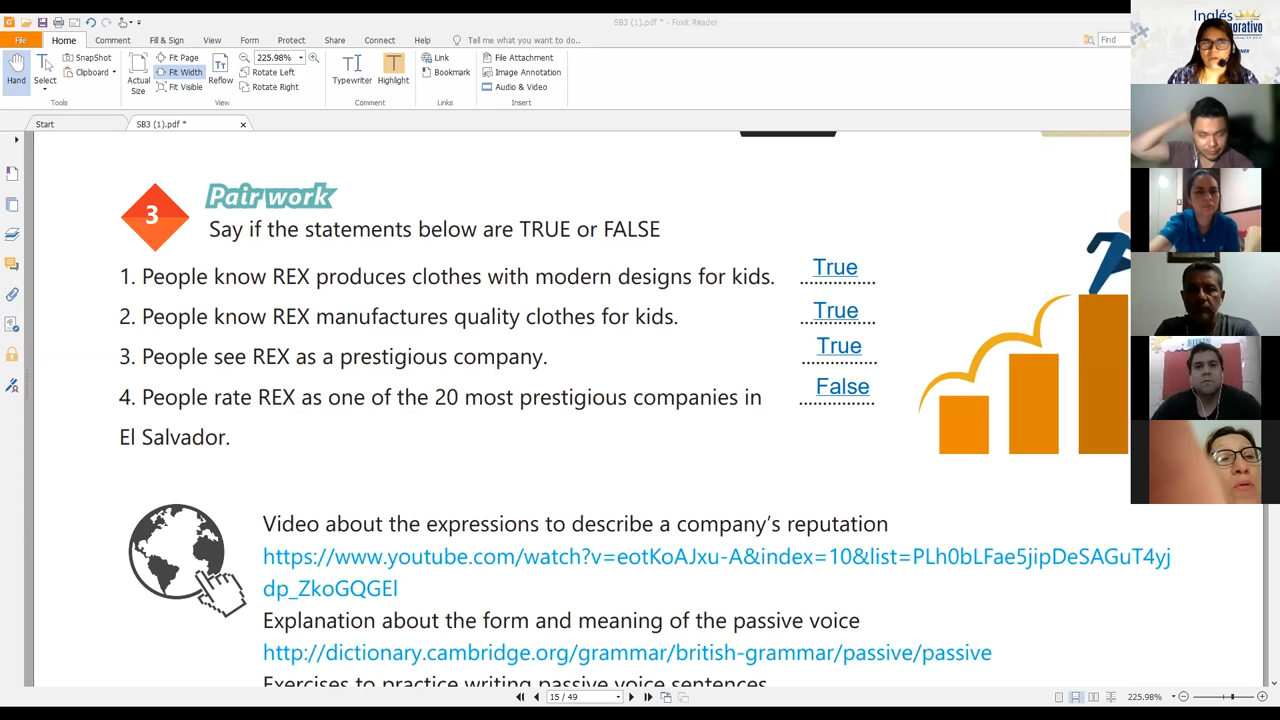 SB3 (1).pdf * - Foxit Reader
File Home Comment Fill & Sign View Form Protect Share Connect Help Tell me what you want to do.. Find
Hand
Select
SnapShot
Clipboard
Tools
Actual Size
Fit Page
Fit Width
Fit Visible
Reflow
225.98%
Rotate Left
Rotate Right
View
Typewriter
Highlight
Comment
Link
Bookmark
Links
File Attachment
Image Annotation
Audio & Video
Insert
Start SB3 (1).pdf *
Inglés
3
Pair work
Say if the statements below are TRUE or FALSE
1. People know REX produces clothes with modern designs for kids. True
2. People know REX manufactures quality clothes for kids. True
3. People see REX as a prestigious company. True
4. People rate REX as one of the 20 most prestigious companies in False
El Salvador.
Video about the expressions to describe a company's reputation
https://www.youtube.com/watch?v=eotKoAJxu-A&index=10&list=PLh0bLFae5jipDeSAGuT4yj
dp_ZkoGQGEl
Explanation about the form and meaning of the passive voice
http://dictionary.cambridge.org/grammar/british-grammar/passive/passive
Exercises to practice writing passive voice sentences
15 / 49
225.98%